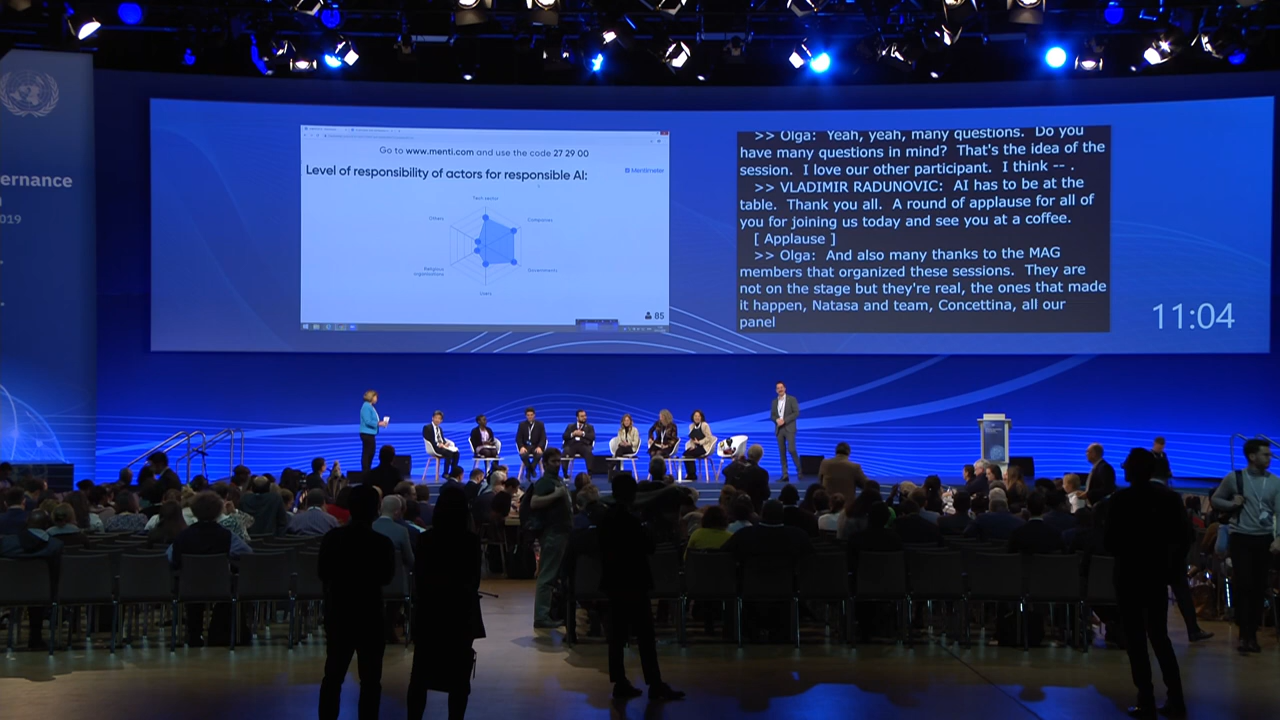 ernance
2019
Go to www.menti.com and use the code 27 29 00
Level of responsibility of actors for responsible AI:
Mentimeter
Tech sector
Others
Companies
Religious
organizations
Governments
Users
85
>> Olga: Yeah, yeah, many questions. Do you
have many questions in mind? That's the idea of the
session. I love our other participant. I think -- .
>> VLADIMIR RADUNOVIC: AI has to be at the
table. Thank you all. A round of applause for all of
you for joining us today and see you at a coffee.
[ Applause ]
>> Olga: And also many thanks to the MAG
members that organized these sessions. They are
not on the stage but they're real, the ones that made
it happen, Natasa and team, Concettina, all our
panel
11:04